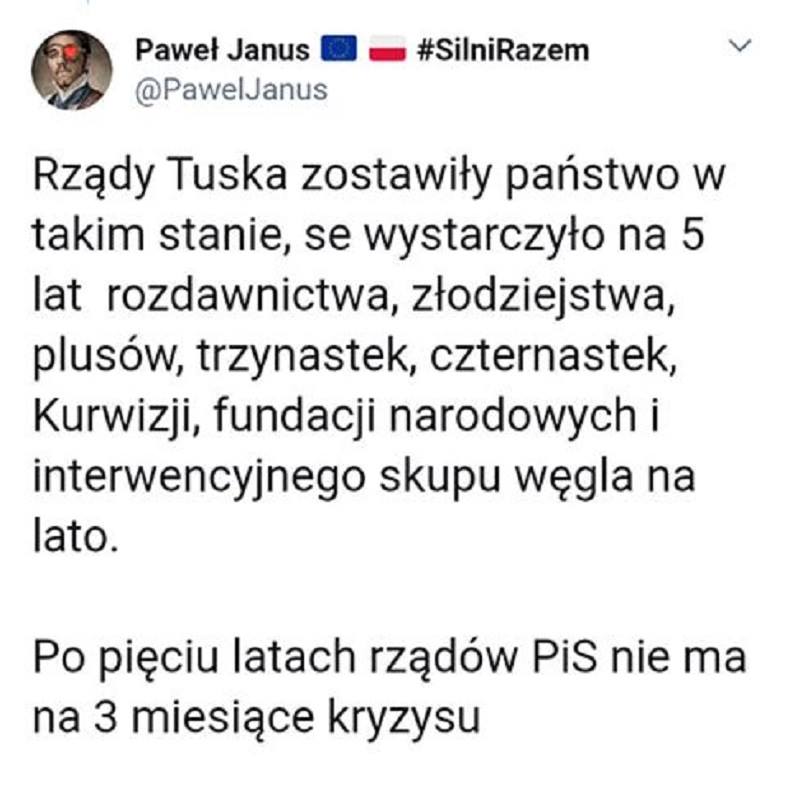 Paweł Janus 🇪🇺 🇵🇱 #SilniRazem
@PawelJanus
Rządy Tuska zostawiły państwo w
takim stanie, se wystarczyło na 5
lat  rozdawnictwa, złodziejstwa,
plusów, trzynastek, czternastek,
Kurwizji, fundacji narodowych i
interwencyjnego skupu węgla na
lato.
Po pięciu latach rządów PiS nie ma
na 3 miesiące kryzysu